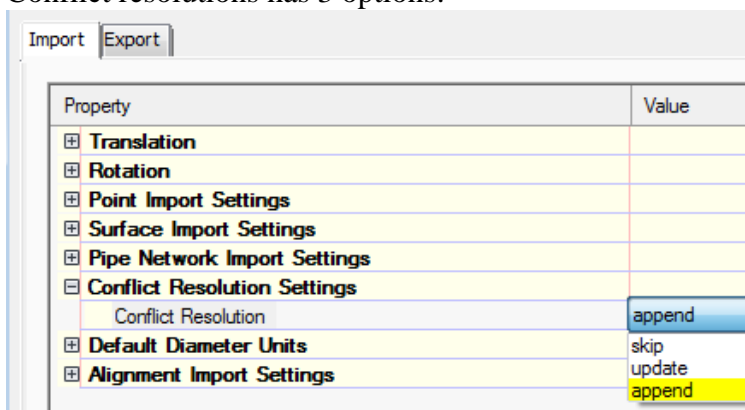 Conflict resolutions has 3 options:
Import Export
Property Value
Translation
Rotation
Point Import Settings
Surface Import Settings
Pipe Network Import Settings
Conflict Resolution Settings
Conflict Resolution append
Default Diameter Units skip
Alignment Import Settings update
append